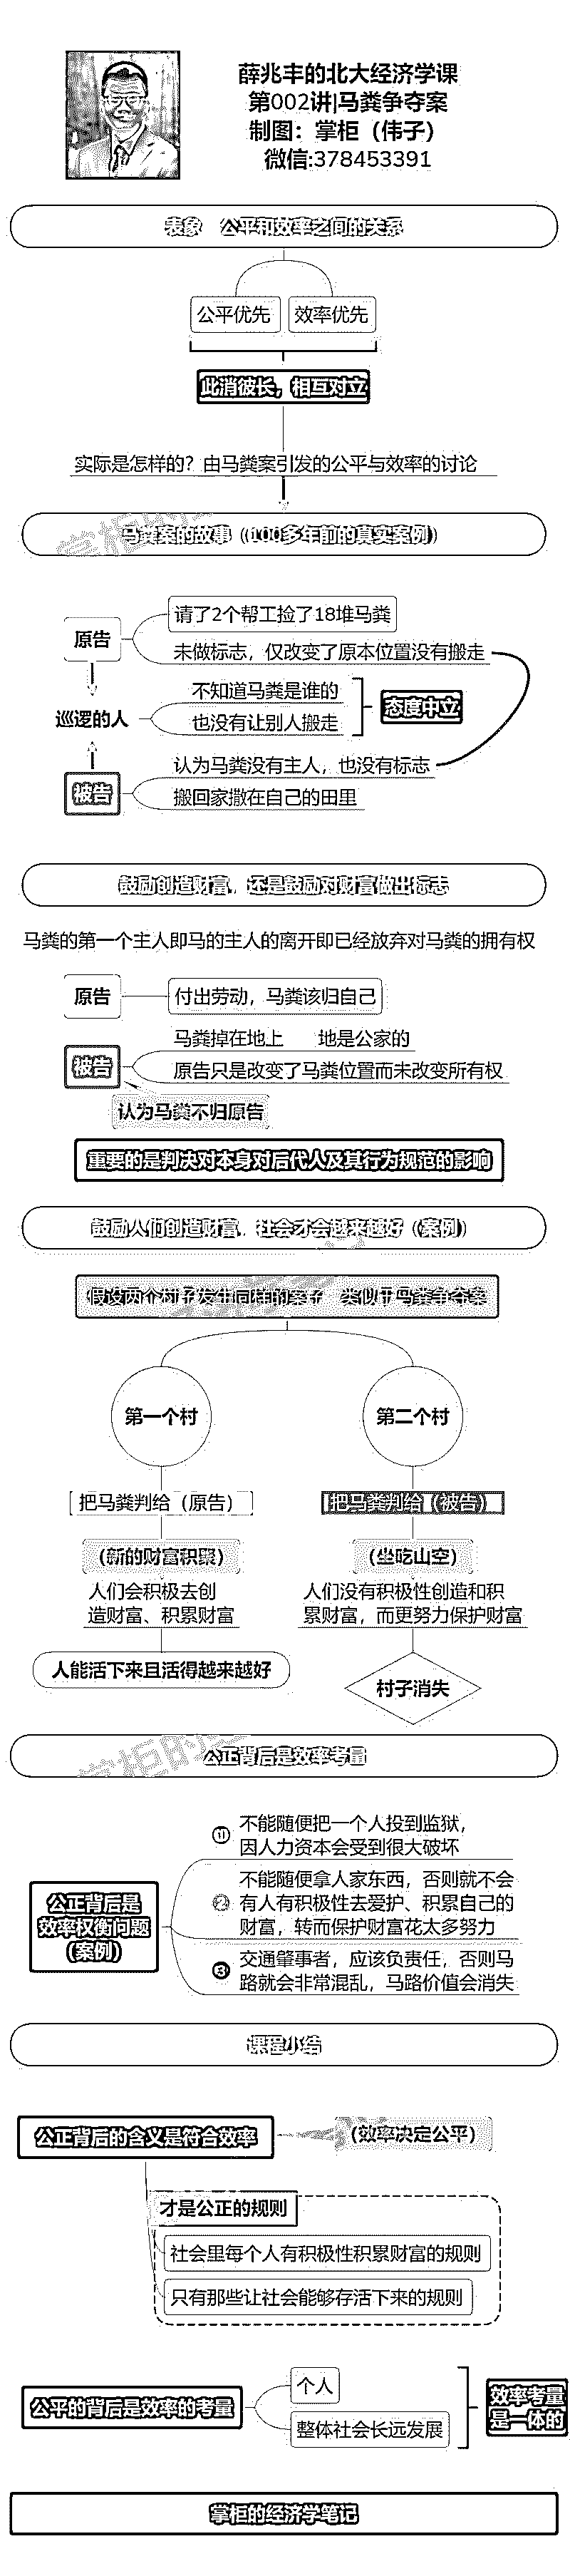 薛兆丰的北大经济学课
第002讲|马粪争夺案
制图：掌柜（伟子）
微信:378453391
表象 公平和效率之间的关系
公平优先
效率优先
此消彼长，相互对立
实际是怎样的？由马粪案引发的公平与效率的讨论
马粪案的故事（100多年前的真实案例）
原告
请了2个帮工捡了18堆马粪
未做标志，仅改变了原本位置没有搬走
巡逻的人
不知道马粪是谁的
也没有让别人搬走
态度中立
被告
认为马粪没有主人，也没有标志
搬回家撒在自己的田里
鼓励创造财富，还是鼓励对财富做出标志
马粪的第一个主人即马的主人的离开即已经放弃对马粪的拥有权
原告
付出劳动，马粪该归自己
被告
马粪掉在地上 地是公家的
原告只是改变了马粪位置而未改变所有权
认为马粪不归原告
重要的是判决对本身对后代人及其行为规范的影响
鼓励人们创造财富，社会才会越来越好（案例）
假设两个村子发生同样的案子 类似于马粪争夺案
第一个村
第二个村
把马粪判给（原告）
把马粪判给（被告）
（新的财富积聚）
（坐吃山空）
人们会积极去创
造财富、积累财富
人们没有积极性创造和积
累财富，而更努力保护财富
人能活下来且活得越来越好
村子消失
公正背后是效率考量
公正背后是
效率权衡问题
（案例）
① 不能随便把一个人投到监狱，
因人力资本会受到很大破坏
② 不能随便拿人家东西，否则就不会
有人有积极性去爱护、积累自己的
财富，转而保护财富花太多努力
③ 交通肇事者，应该负责任，否则马
路就会非常混乱，马路价值会消失
课程小结
公正背后的含义是符合效率
（效率决定公平）
才是公正的规则
社会里每个人有积极性积累财富的规则
只有那些让社会能够存活下来的规则
公平的背后是效率的考量
个人
整体社会长远发展
效率考量
是一体的
掌柜的经济学笔记